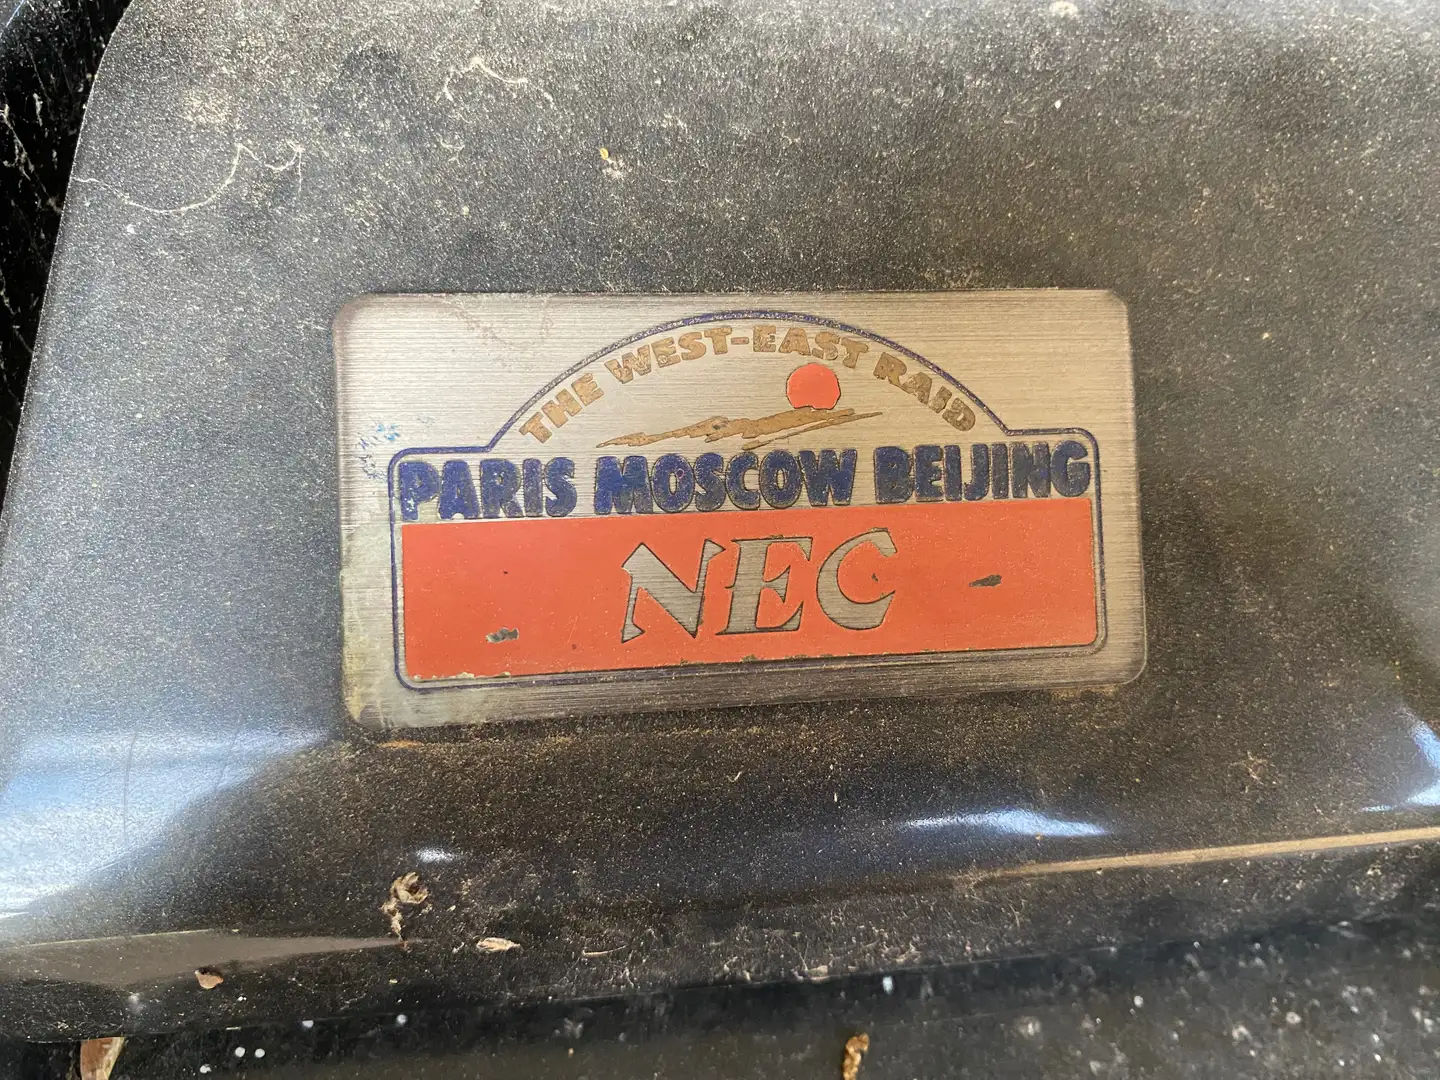 THE WEST-EAST RAID
PARIS MOSCOW BEIJING
NEC